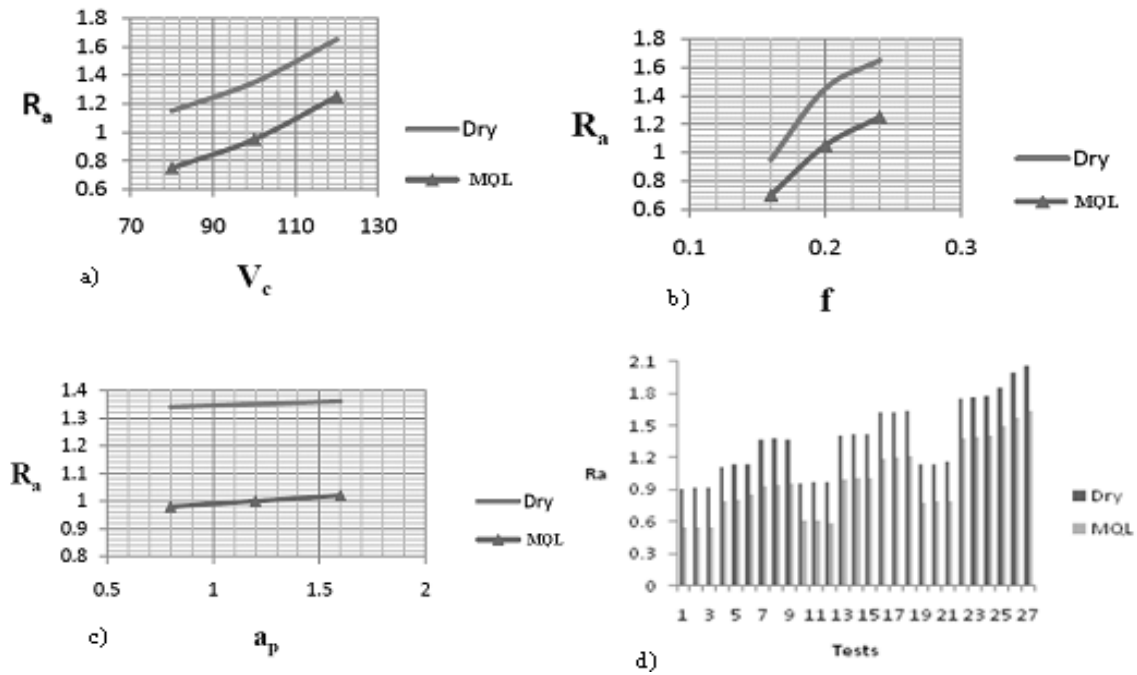 1.8
1.6
1.4
1.2
1
0.8
0.6
Ra
70 90 110 130
Dry
MQL
a) Vc
1.8
1.6
1.4
1.2
1
0.8
0.6
Ra
0.1 0.2 0.3
Dry
MQL
b) f
1.4
1.3
1.2
1.1
1.0
0.9
0.8
Ra
0.5 1 1.5 2
Dry
MQL
c) ap
2.1
1.8
1.5
1.2
0.9
0.6
0.3
0
Ra
1 3 5 7 9 11 13 15 17 19 21 23 25 27
Dry
MQL
Tests
d)